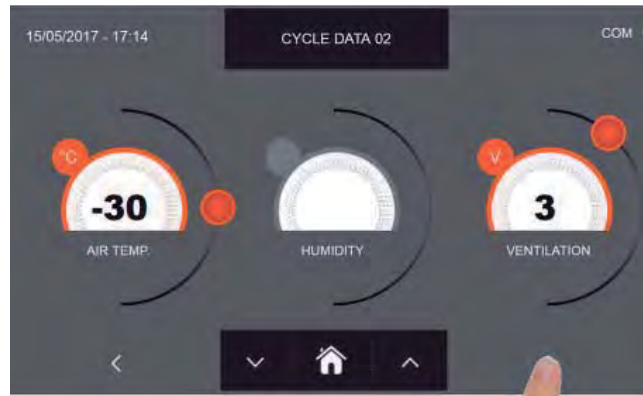 15/05/2017 - 17:14
CYCLE DATA 02
COM
°C
V
-30
3
AIR TEMP.
HUMIDITY
VENTILATION